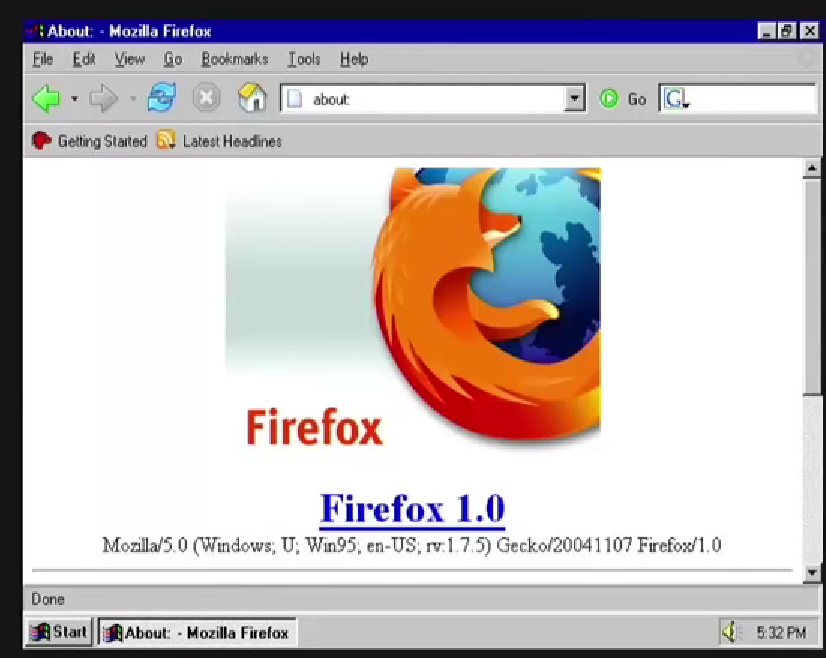 About: - Mozilla Firefox
File Edit View Go Bookmarks Tools Help
about: Go G
Getting Started Latest Headlines
Firefox
Firefox 1.0
Mozilla/5.0 (Windows; U; Win95; en-US; rv:1.7.5) Gecko/20041107 Firefox/1.0
Done
Start About: - Mozilla Firefox 5:32 PM